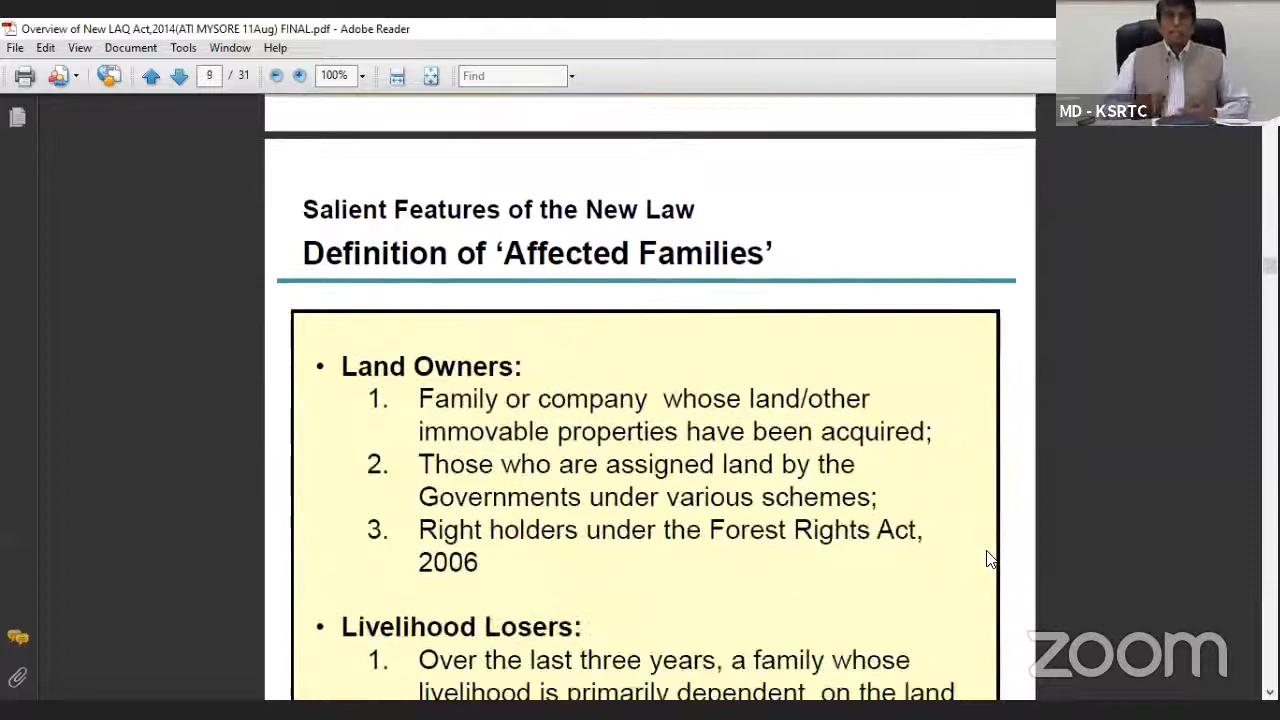 Overview of New LAQ Act,2014(ATI MYSORE 11Aug) FINAL.pdf - Adobe Reader
File Edit View Document Tools Window Help
9 / 31 100% Find
MD - KSRTC
Salient Features of the New Law
Definition of ‘Affected Families’
• Land Owners:
1. Family or company whose land/other
immovable properties have been acquired;
2. Those who are assigned land by the
Governments under various schemes;
3. Right holders under the Forest Rights Act,
2006
• Livelihood Losers:
1. Over the last three years, a family whose
livelihood is primarily dependent on the land
zoom